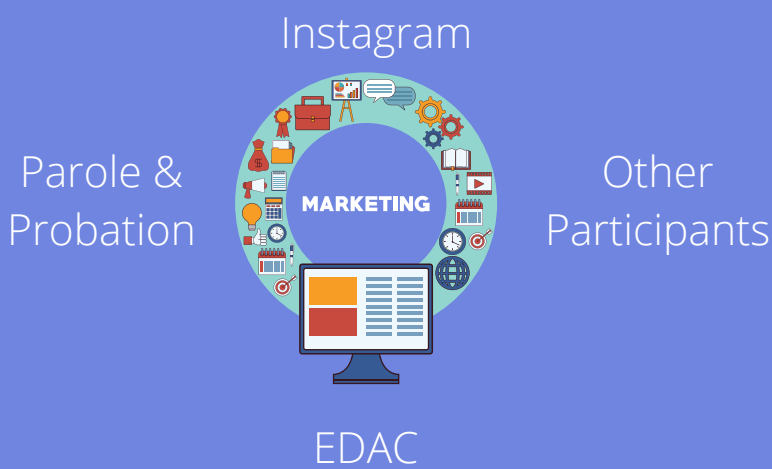 Instagram
Parole &
Probation
MARKETING
Other
Participants
EDAC